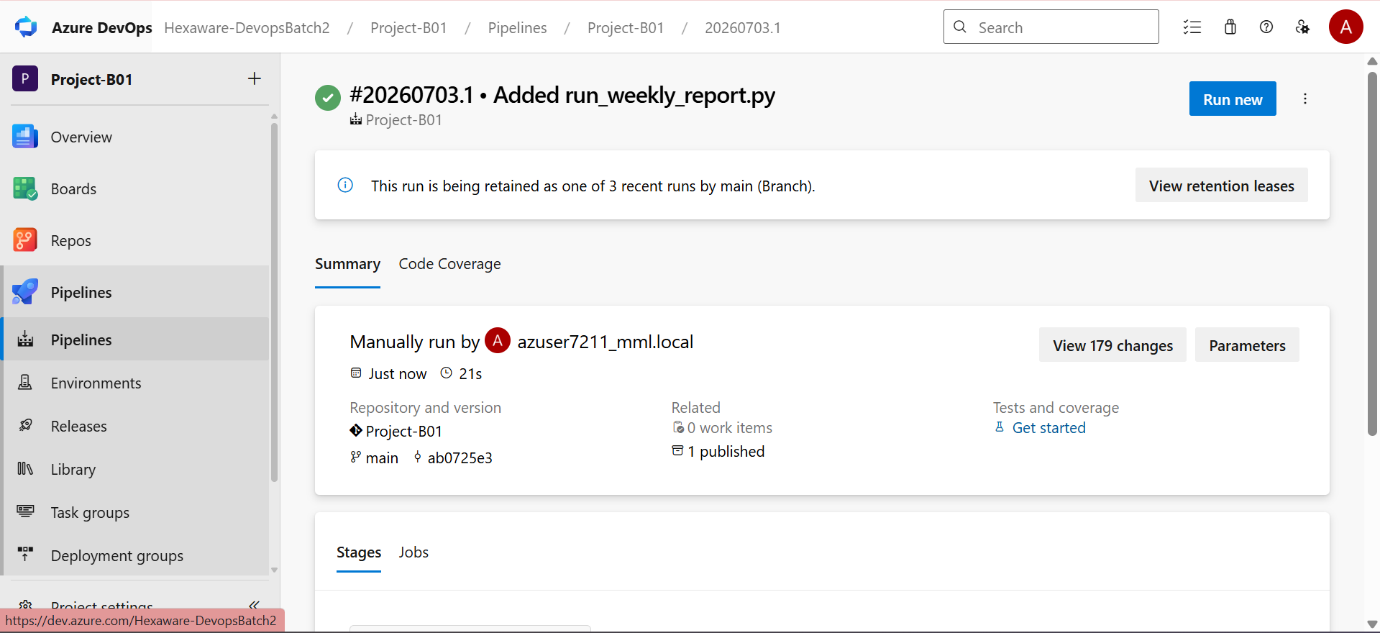 Azure DevOps Hexaware-DevopsBatch2 / Project-B01 / Pipelines / Project-B01 / 20260703.1 Search A
P Project-B01 +
Overview
Boards
Repos
Pipelines
Pipelines
Environments
Releases
Library
Task groups
Deployment groups
Project settings
https://dev.azure.com/Hexaware-DevopsBatch2
#20260703.1 • Added run_weekly_report.py
Project-B01
Run new
This run is being retained as one of 3 recent runs by main (Branch).
View retention leases
Summary Code Coverage
Manually run by A azuser7211_mml.local
View 179 changes Parameters
Just now 21s
Repository and version
Project-B01
main ab0725e3
Related
0 work items
1 published
Tests and coverage
Get started
Stages Jobs